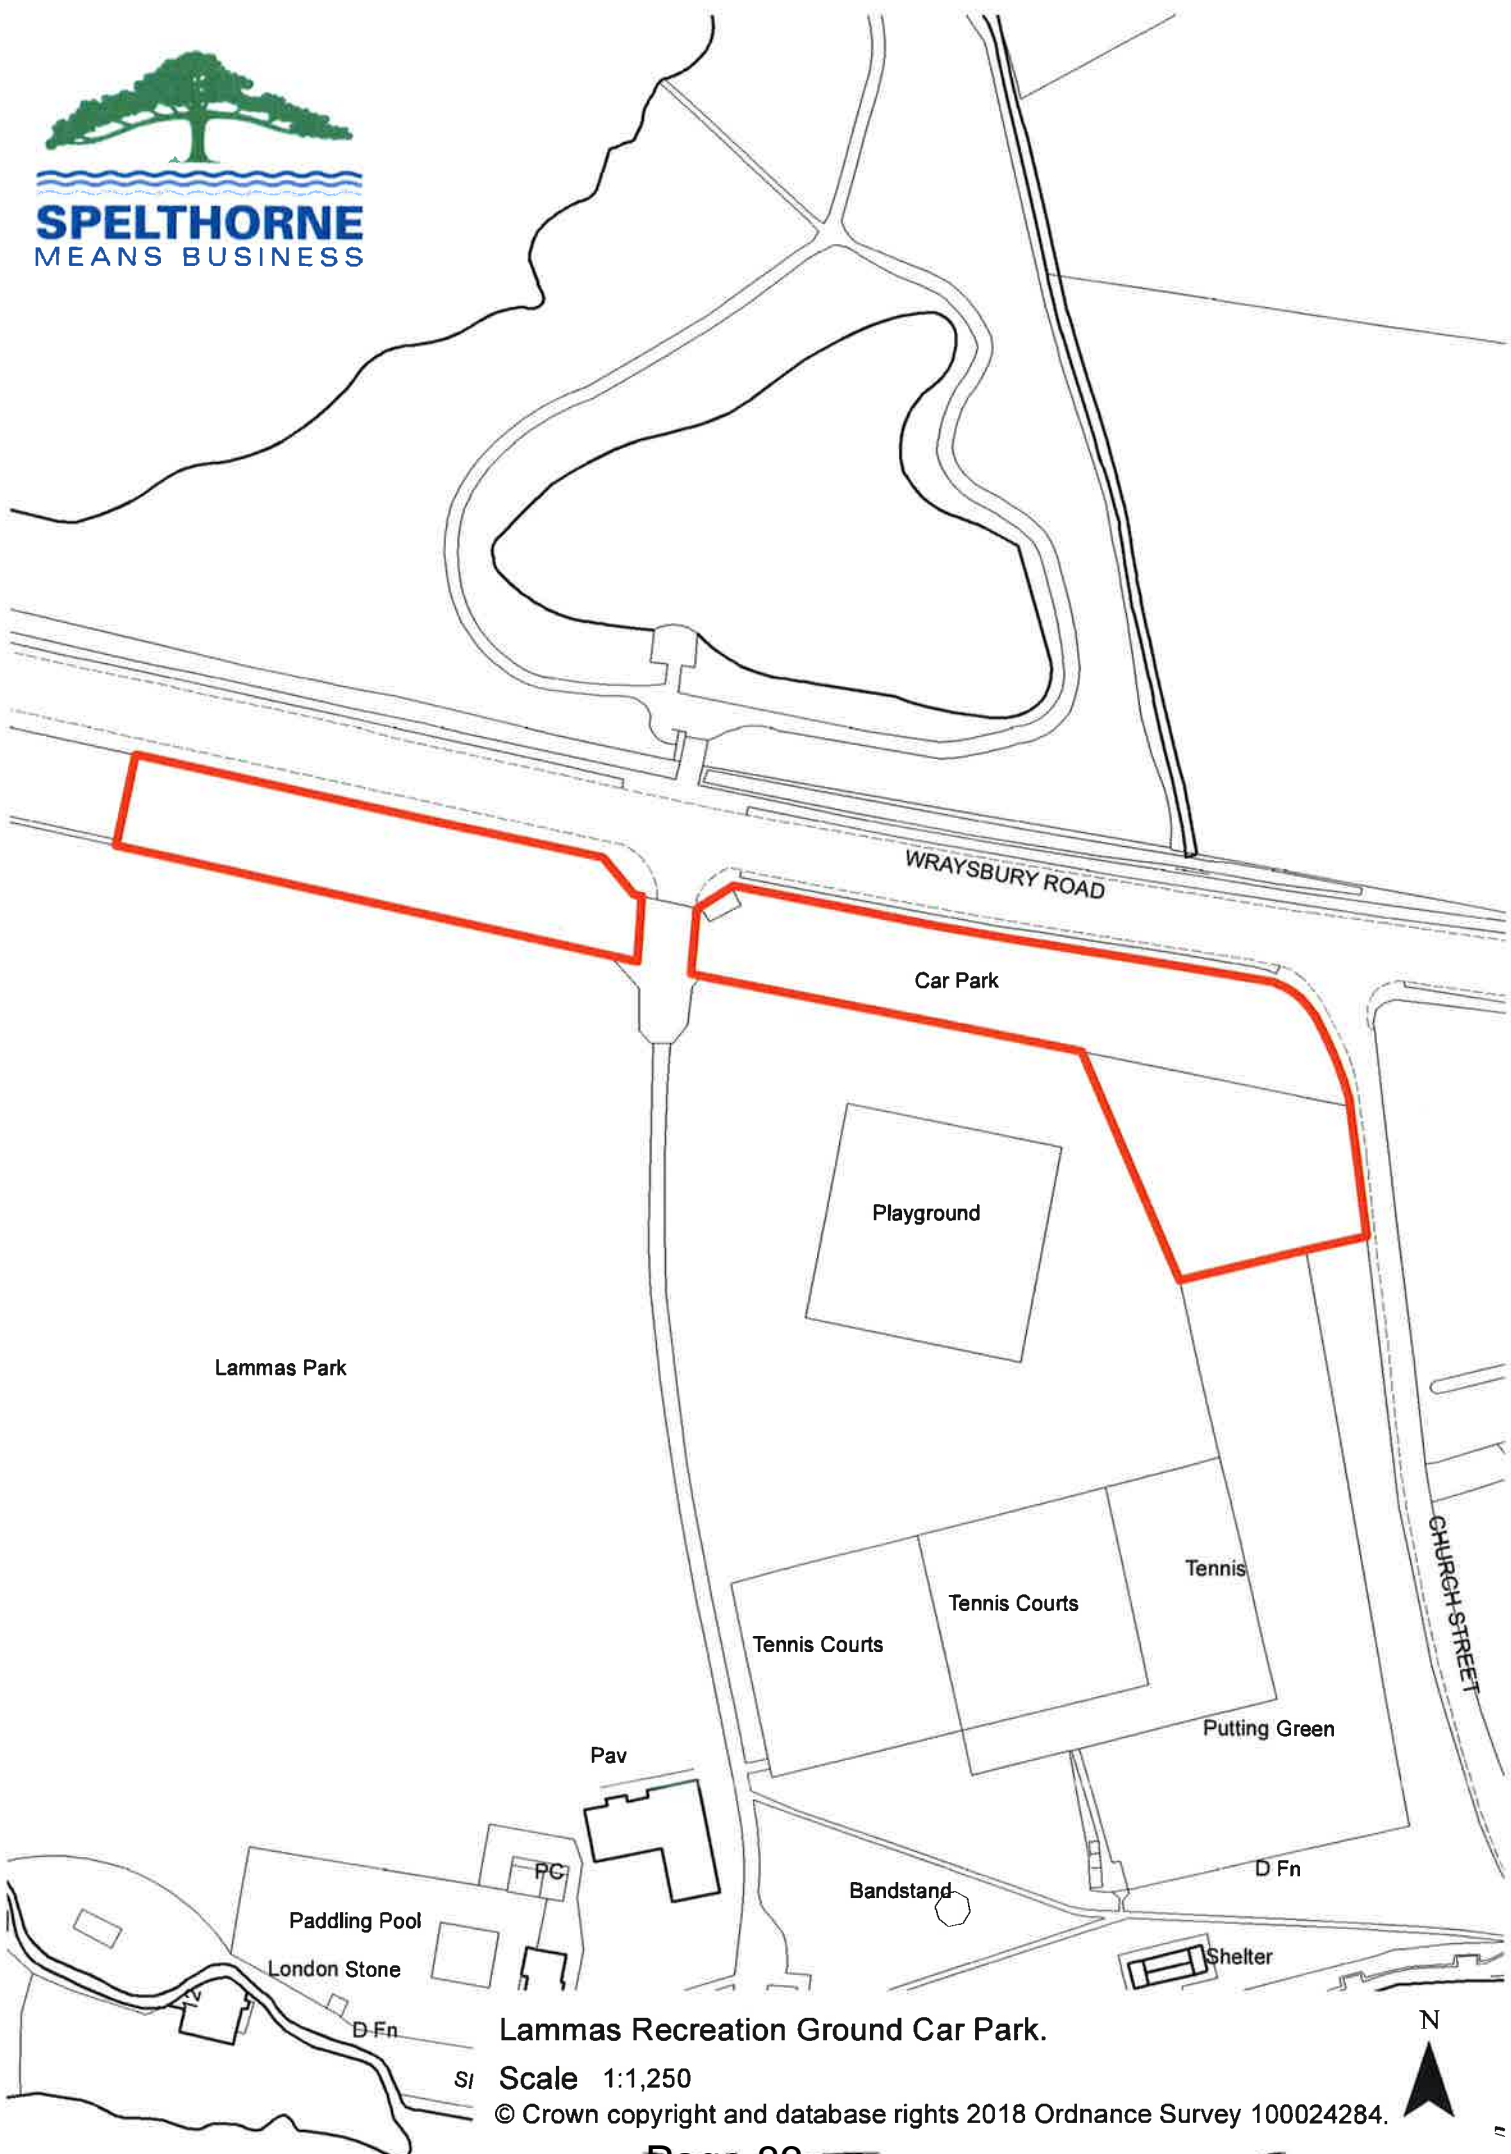 SPELTHORNE
MEANS BUSINESS
WRAYSBURY ROAD
Car Park
Playground
Lammas Park
CHURCH STREET
Tennis
Tennis Courts
Tennis Courts
Putting Green
Pav
PC
D Fn
Bandstand
Paddling Pool
Shelter
London Stone
12
D Fn
Lammas Recreation Ground Car Park.
N
Sl
Scale 1:1,250
© Crown copyright and database rights 2018 Ordnance Survey 100024284.